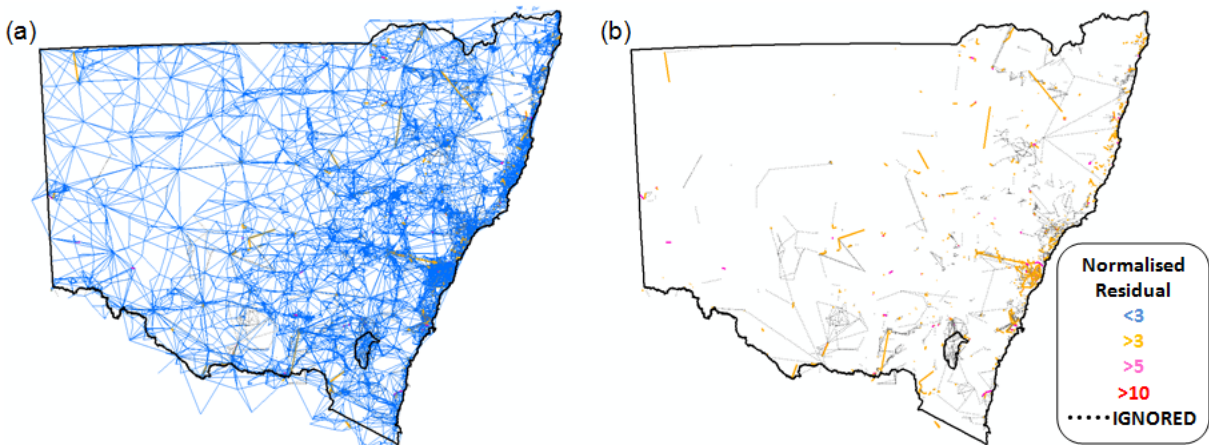 (a)
(b)
Normalised
Residual
<3
>3
>5
>10
IGNORED